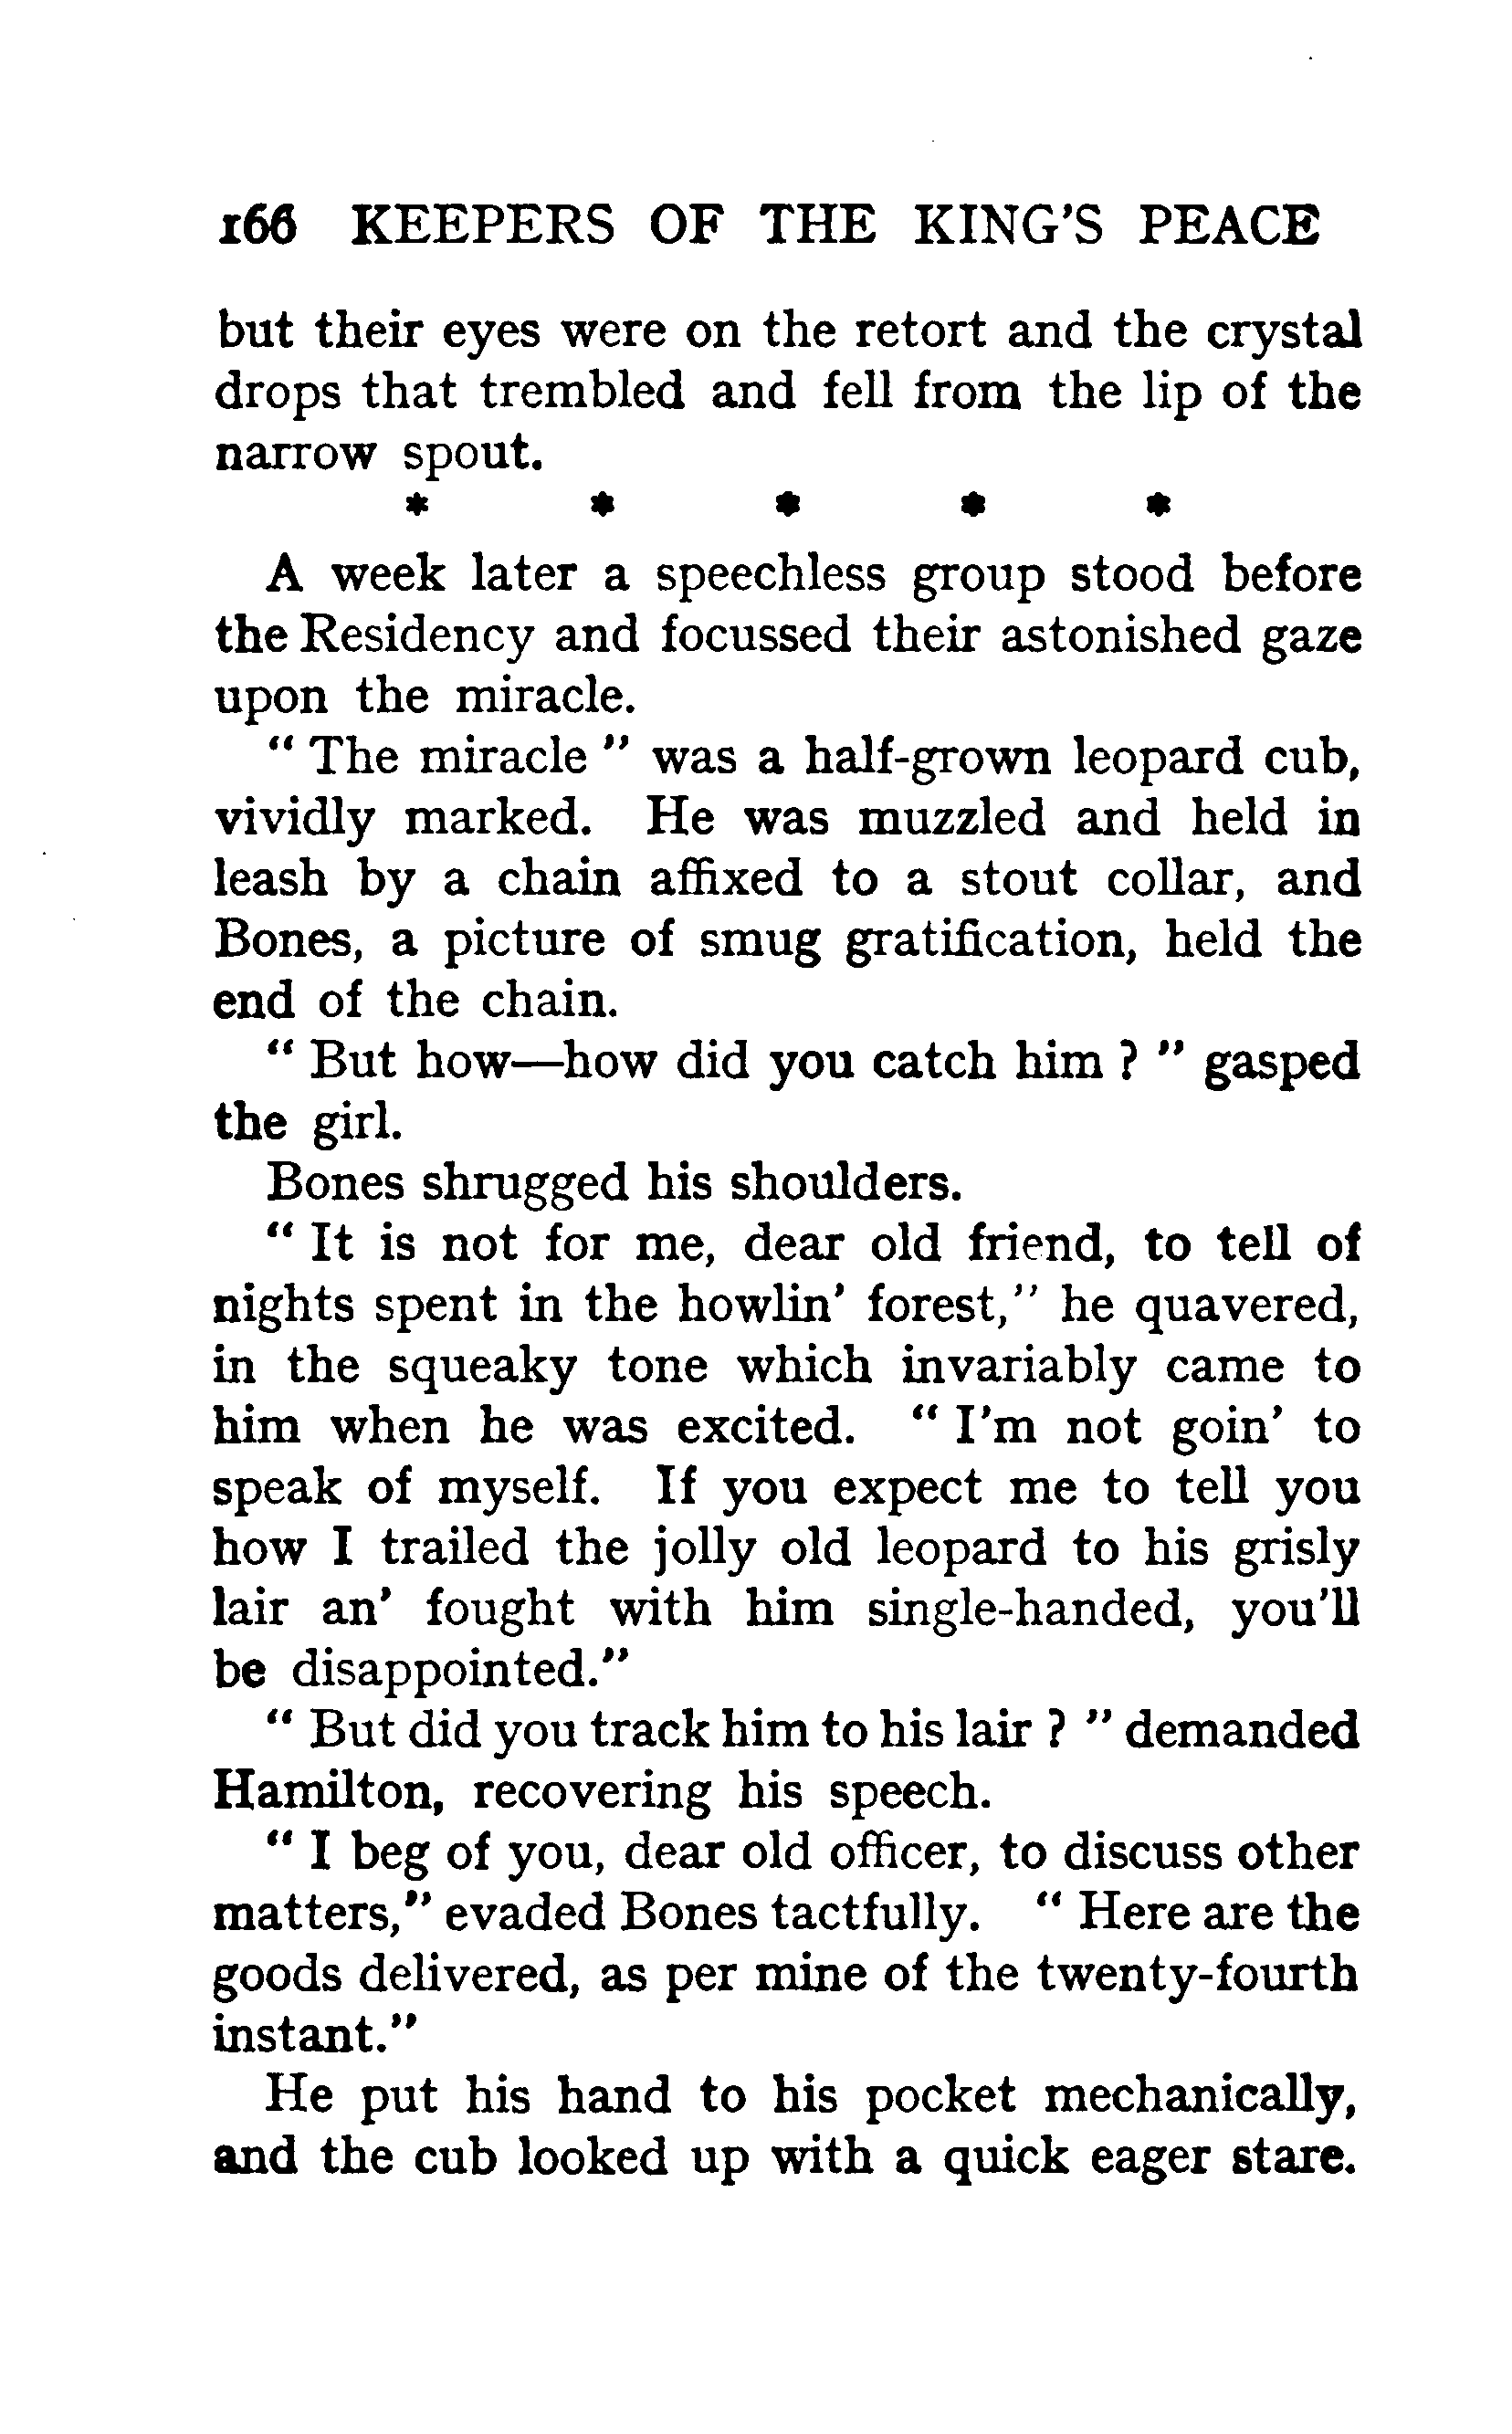 166 KEEPERS OF THE KING'S PEACE
but their eyes were on the retort and the crystal
drops that trembled and fell from the lip of the
narrow spout.
* * * * *
A week later a speechless group stood before
the Residency and focussed their astonished gaze
upon the miracle.
" The miracle " was a half-grown leopard cub,
vividly marked. He was muzzled and held in
leash by a chain affixed to a stout collar, and
Bones, a picture of smug gratification, held the
end of the chain.
" But how—how did you catch him ? " gasped
the girl.
Bones shrugged his shoulders.
" It is not for me, dear old friend, to tell of
nights spent in the howlin' forest," he quavered,
in the squeaky tone which invariably came to
him when he was excited. " I'm not goin' to
speak of myself. If you expect me to tell you
how I trailed the jolly old leopard to his grisly
lair an' fought with him single-handed, you'll
be disappointed."
" But did you track him to his lair ? " demanded
Hamilton, recovering his speech.
" I beg of you, dear old officer, to discuss other
matters," evaded Bones tactfully. " Here are the
goods delivered, as per mine of the twenty-fourth
instant."
He put his hand to his pocket mechanically,
and the cub looked up with a quick eager stare.